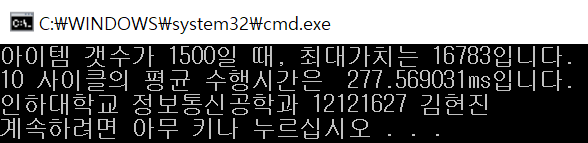 C:\WINDOWS\system32\cmd.exe
아이템 갯수가 1500일 때, 최대가치는 16783입니다.
10 사이클의 평균 수행시간은  277.569031ms입니다.
인하대학교 정보통신공학과 12121627 김현진
계속하려면 아무 키나 누르십시오 . . .